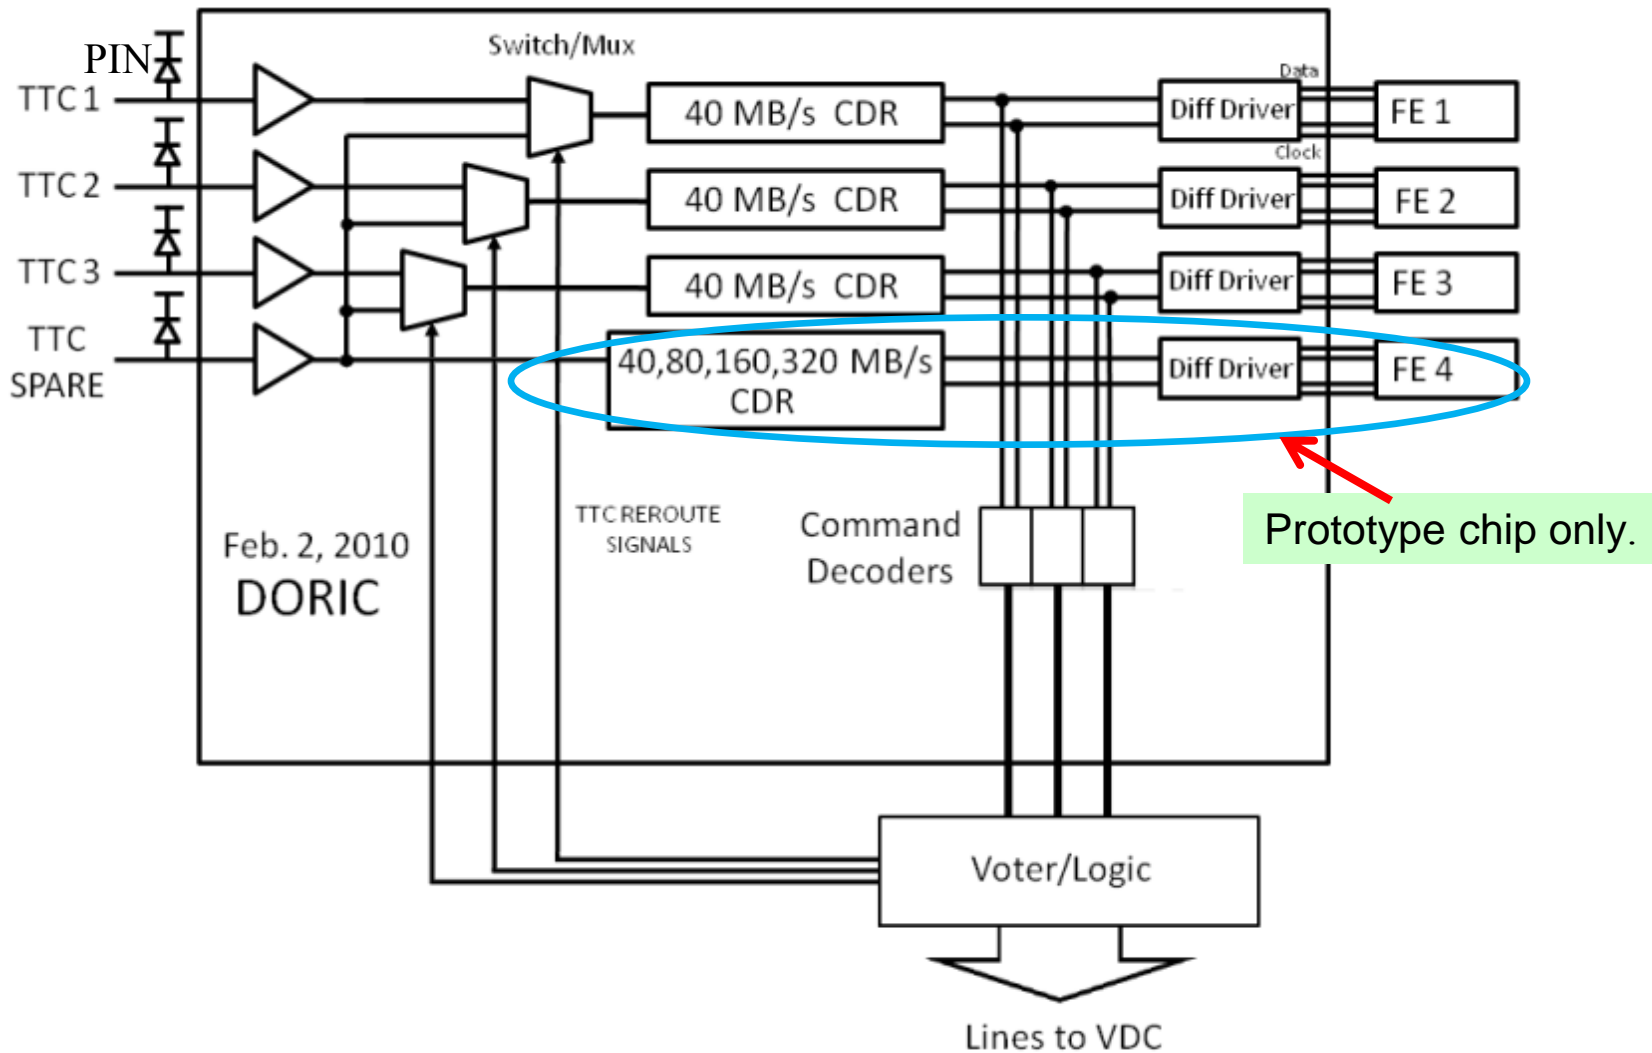 PIN
Switch/Mux
TTC 1
40 MB/s CDR
Data
Diff Driver
FE 1
Clock
TTC 2
40 MB/s CDR
Diff Driver
FE 2
TTC 3
40 MB/s CDR
Diff Driver
FE 3
TTC
SPARE
40,80,160,320 MB/s
CDR
Diff Driver
FE 4
Prototype chip only.
Feb. 2, 2010
DORIC
TTC REROUTE
SIGNALS
Command
Decoders
Voter/Logic
Lines to VDC